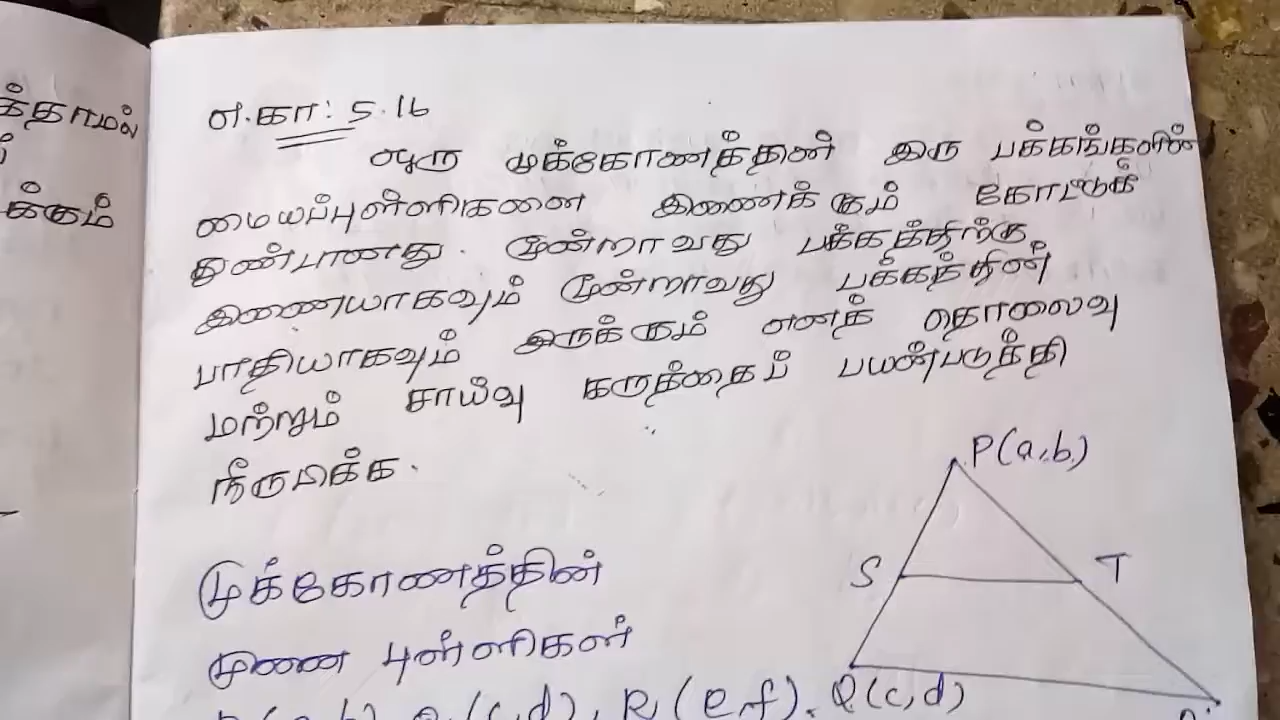 த்தாமல்
க்கும்
எ.கா: 5.16
ஒரு முக்கோணத்தின் இரு பக்கங்களின்
மையப்புள்ளிகளை இணைக்கும் கோட்டுத்
துண்டானது. மூன்றாவது பக்கத்திற்கு
இணையாகவும் மூன்றாவது பக்கத்தின்
பாதியாகவும் இருக்கும் எனத் தொலைவு
மற்றும் சாய்வு கருத்தைப் பயன்படுத்தி
நிருபிக்க.
P(a,b)
S T
முக்கோணத்தின்
முனை புள்ளிகள்
Q(c,d)
(a,b), Q (c,d), R (e,f).